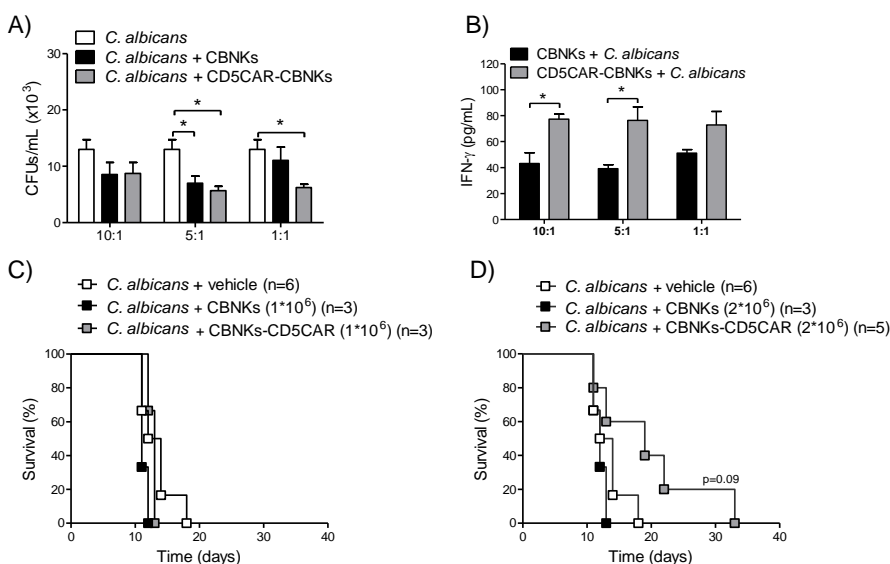 A)
C. albicans
C. albicans + CBNKs
C. albicans + CD5CAR-CBNKs
CFUs/mL (x10³)
30
20
10
0
10:1 5:1 1:1
* * *
B)
CBNKs + C. albicans
CD5CAR-CBNKs + C. albicans
IFN-γ (pg/mL)
120
100
80
60
40
20
0
10:1 5:1 1:1
* *
C)
C. albicans + vehicle (n=6)
C. albicans + CBNKs (1*10⁶) (n=3)
C. albicans + CBNKs-CD5CAR (1*10⁶) (n=3)
Survival (%)
100
80
60
40
20
0
0 10 20 30 40
Time (days)
D)
C. albicans + vehicle (n=6)
C. albicans + CBNKs (2*10⁶) (n=3)
C. albicans + CBNKs-CD5CAR (2*10⁶) (n=5)
Survival (%)
100
80
60
40
20
0
p=0.09
0 10 20 30 40
Time (days)